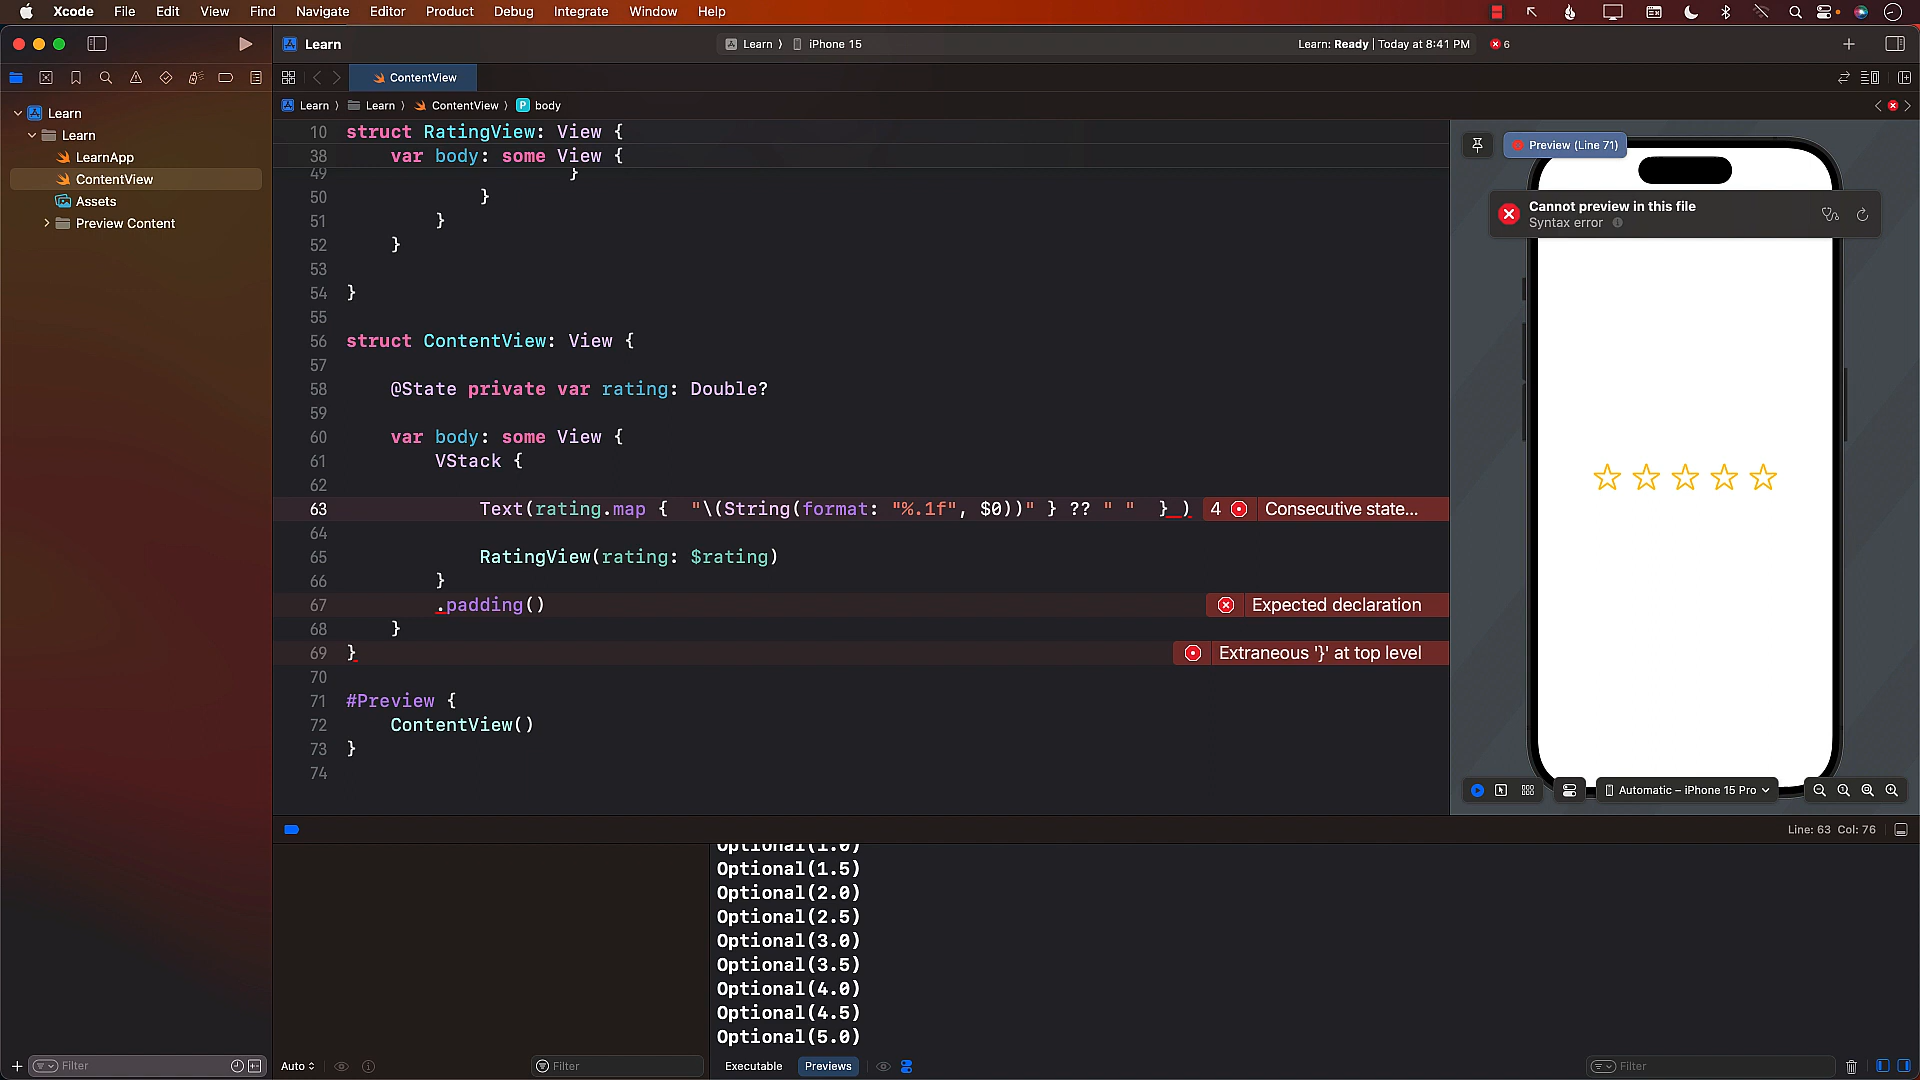 Xcode File Edit View Find Navigate Editor Product Debug Integrate Window Help
Learn
Learn 〉 iPhone 15
Learn: Ready | Today at 8:41 PM
6
ContentView
Learn 〉 Learn 〉 ContentView 〉 P body
Learn
Learn
LearnApp
ContentView
Assets
Preview Content
10 struct RatingView: View {
38 var body: some View {
49 }
50 }
51 }
52 }
53
54 }
55
56 struct ContentView: View {
57
58 @State private var rating: Double?
59
60 var body: some View {
61 VStack {
62
63 Text(rating.map {  "\(String(format: "%.1f", $0))" } ?? " "  } ) 4 Consecutive state...
64
65 RatingView(rating: $rating)
66 }
67 .padding() Expected declaration
68 }
69 } Extraneous '}' at top level
70
71 #Preview {
72 ContentView()
73 }
74
Preview (Line 71)
Cannot preview in this file
Syntax error
Automatic – iPhone 15 Pro
Line: 63 Col: 76
Optional(1.0)
Optional(1.5)
Optional(2.0)
Optional(2.5)
Optional(3.0)
Optional(3.5)
Optional(4.0)
Optional(4.5)
Optional(5.0)
Filter
Auto
Filter
Executable Previews
Filter